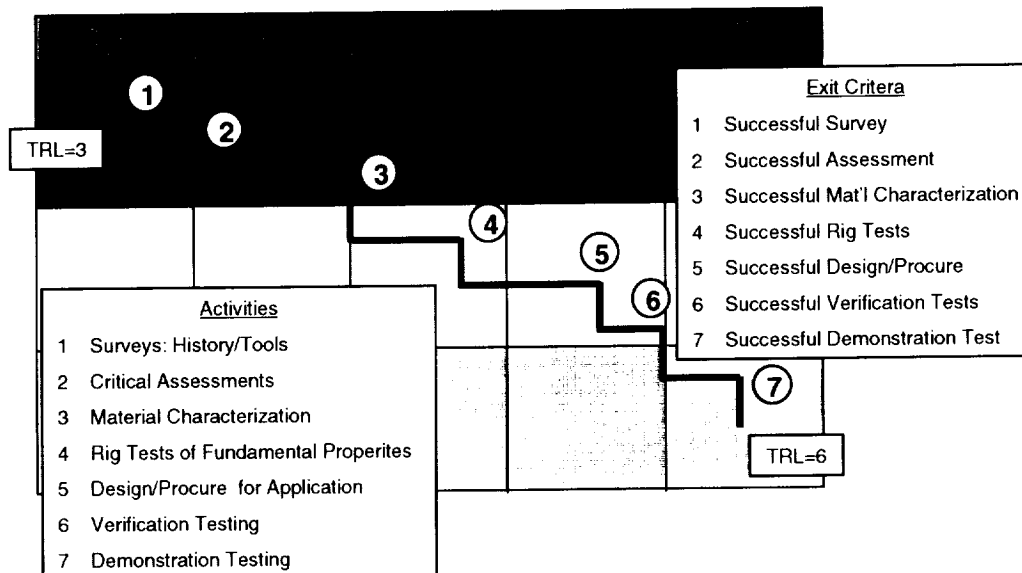 1
2
TRL=3
3
4
5
6
7
TRL=6
Exit Critera
1 Successful Survey
2 Successful Assessment
3 Successful Mat'l Characterization
4 Successful Rig Tests
5 Successful Design/Procure
6 Successful Verification Tests
7 Successful Demonstration Test
Activities
1 Surveys: History/Tools
2 Critical Assessments
3 Material Characterization
4 Rig Tests of Fundamental Properites
5 Design/Procure for Application
6 Verification Testing
7 Demonstration Testing